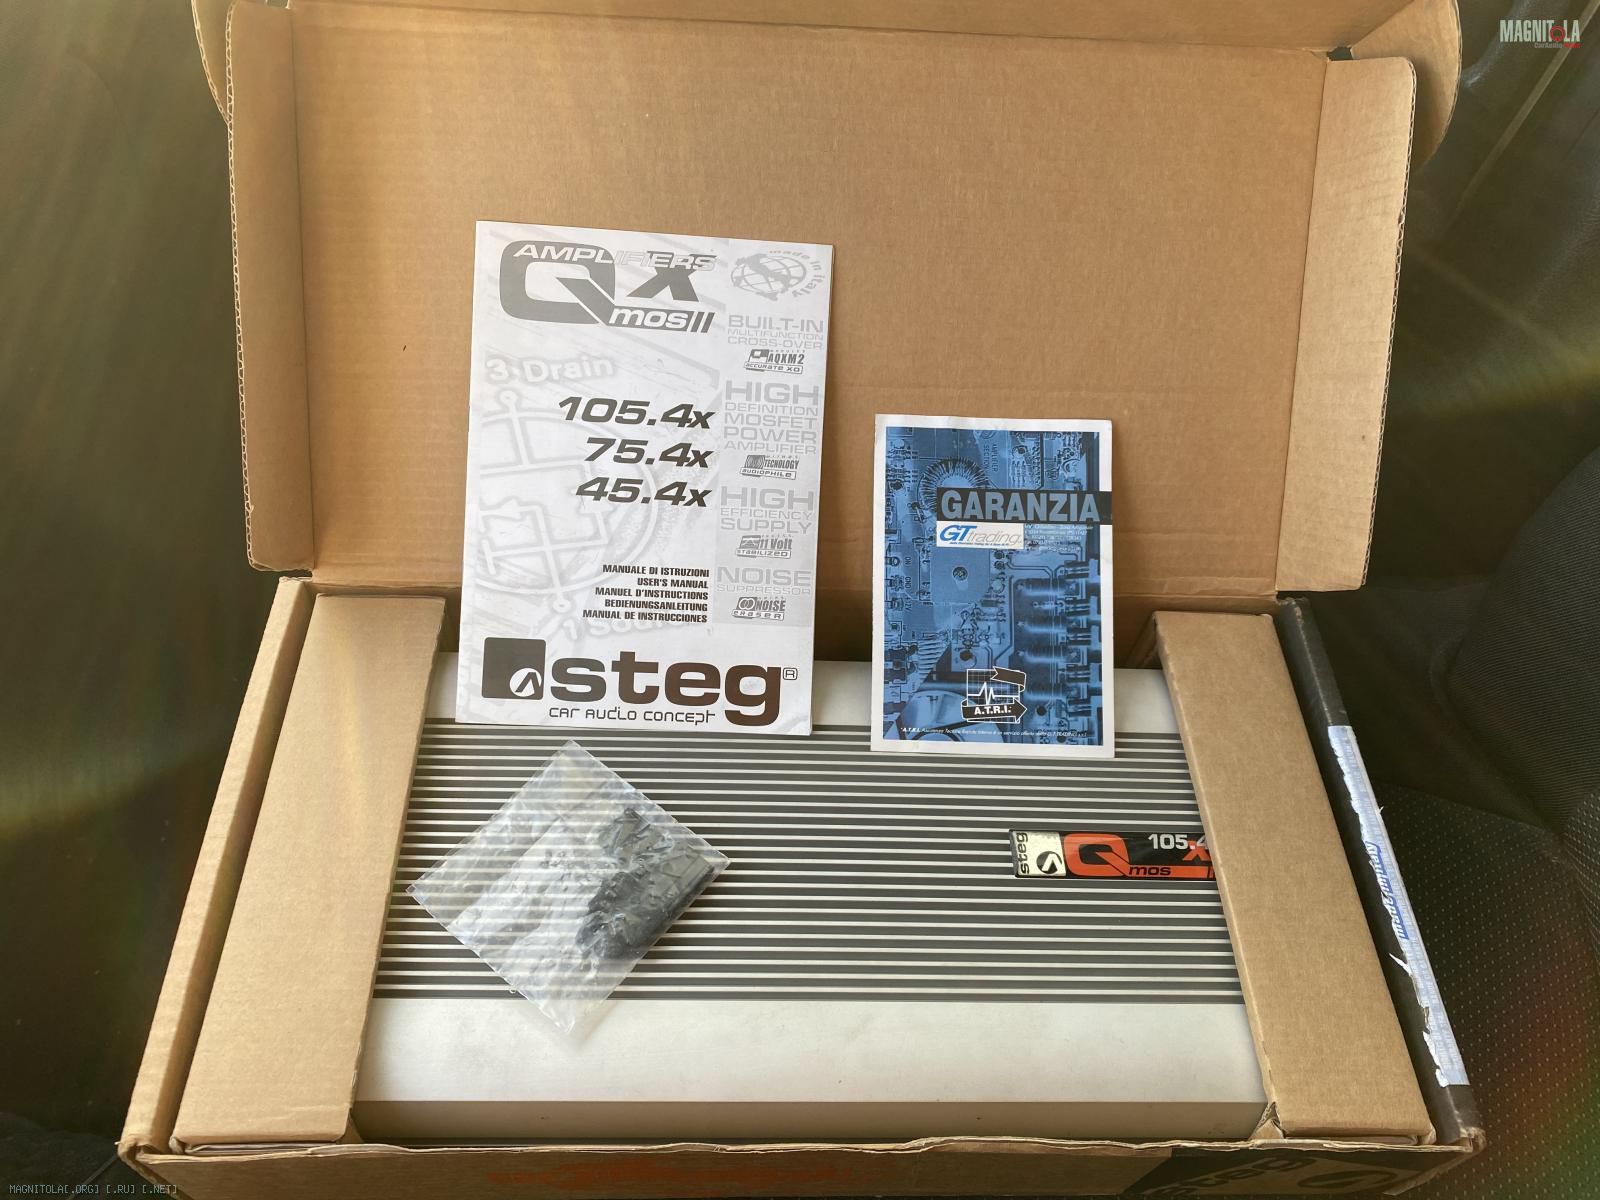 MAGNITOLA
AMPLIFIERS
QX
mosII
made in italy
BUILT-IN
MULTIFUNCTION
CROSS-OVER
AQXM2
ACCURATE XO
3 Drain
HIGH
DEFINITION
MOSFET
POWER
AMPLIFIER
105.4x
75.4x
45.4x
TECNOLOGY
AUDIOPHILE
HIGH
EFFICIENCY
SUPPLY
11 Volt
STABILIZED
NOISE
SUPPRESSOR
NOISE
ERASER
MANUALE DI ISTRUZIONI
USER'S MANUAL
MANUEL D'INSTRUCTIONS
BEDIENUNGSANLEITUNG
MANUAL DE INSTRUCCIONES
steg®
CAR AUDIO CONCEPT
GARANZIA
GTtrading
A.T.R.I.
steg
Q
mos
105.4
X
steg
MAGNITOLA[.ORG] [.RU] [.NET]